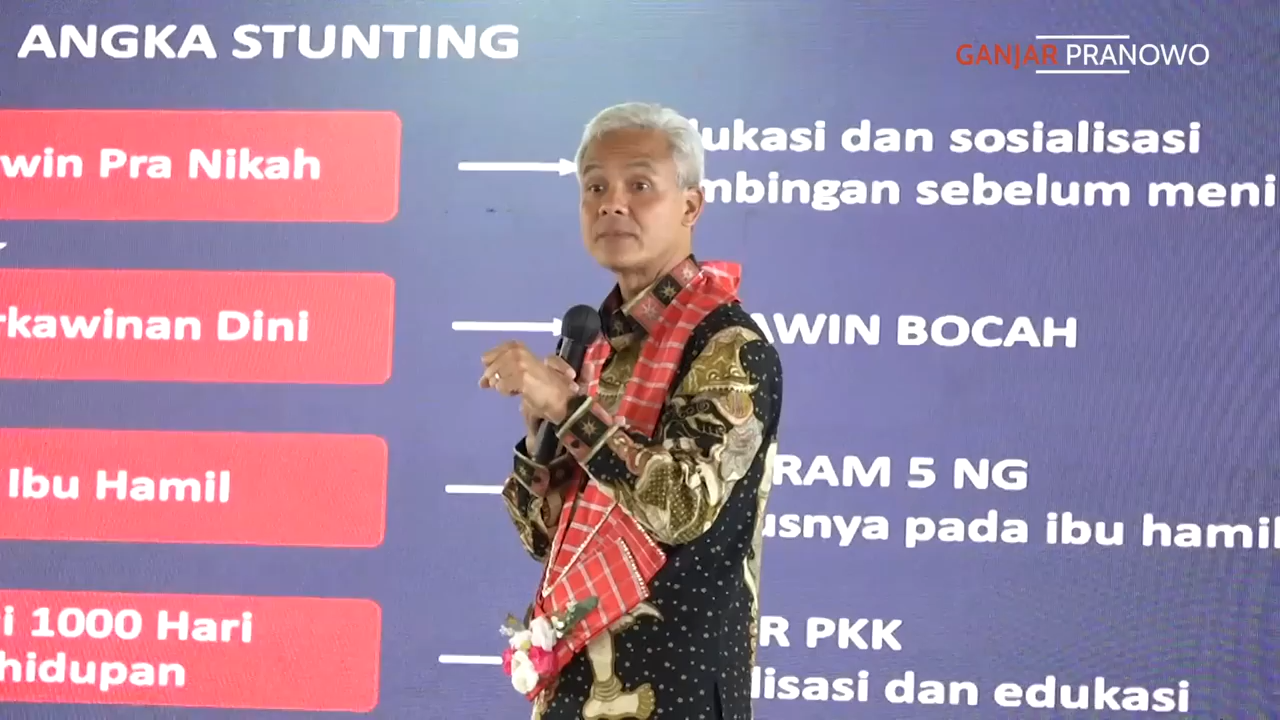 ANGKA STUNTING
GANJAR PRANOWO
win Pra Nikah
ukasi dan sosialisasi
mbingan sebelum meni
rkawinan Dini
AWIN BOCAH
Ibu Hamil
RAM 5 NG
usnya pada ibu hamil
i 1000 Hari
hidupan
R PKK
lisasi dan edukasi